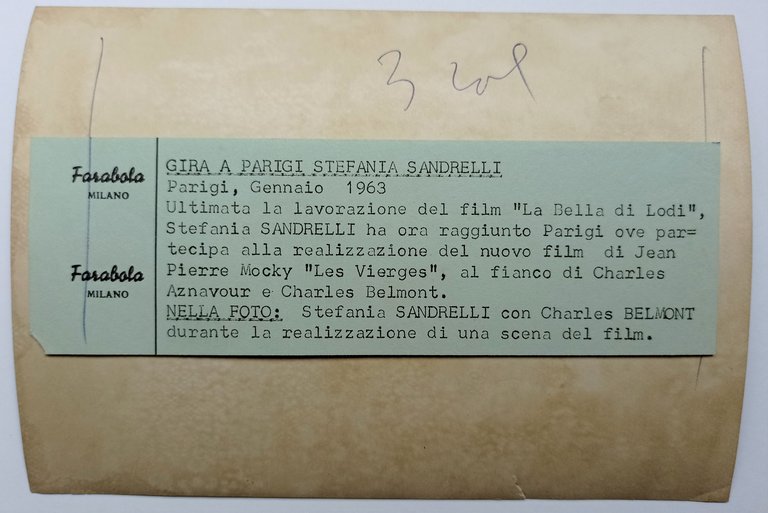 3 col
Farabola
MILANO
Farabola
MILANO
GIRA A PARIGI STEFANIA SANDRELLI
Parigi, Gennaio 1963
Ultimata la lavorazione del film "La Bella di Lodi",
Stefania SANDRELLI ha ora raggiunto Parigi ove par=
tecipa alla realizzazione del nuovo film di Jean
Pierre Mocky "Les Vierges", al fianco di Charles
Aznavour e Charles Belmont.
NELLA FOTO: Stefania SANDRELLI con Charles BELMONT
durante la realizzazione di una scena del film.